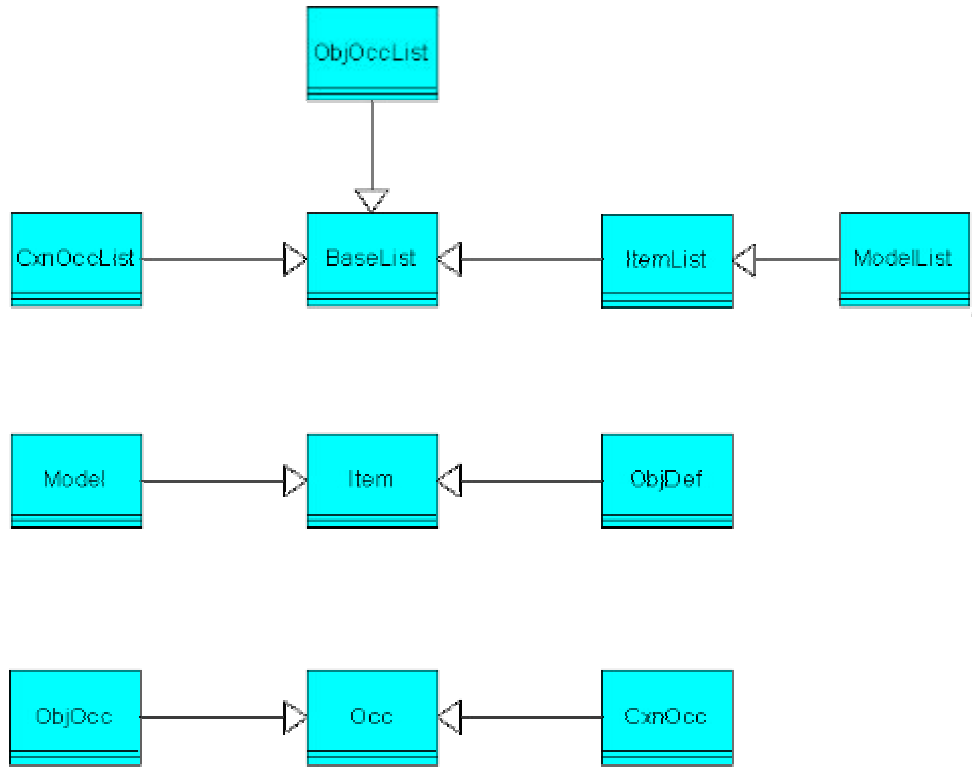 ObjOccList
CxnOccList
BaseList
ItemList
ModelList
Model
Item
ObjDef
ObjOcc
Occ
CxnOcc